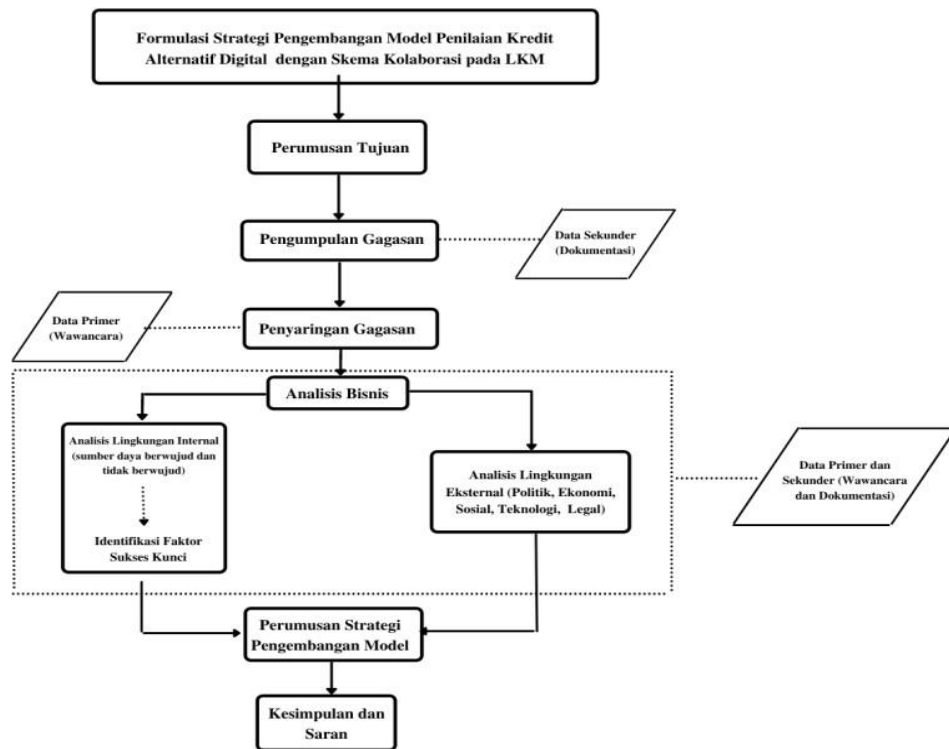 Formulasi Strategi Pengembangan Model Penilaian Kredit
Alternatif Digital dengan Skema Kolaborasi pada LKM
Perumusan Tujuan
Pengumpulan Gagasan
Data Sekunder
(Dokumentasi)
Data Primer
(Wawancara)
Penyaringan Gagasan
Analisis Bisnis
Analisis Lingkungan Internal
(sumber daya berwujud dan
tidak berwujud)
Identifikasi Faktor
Sukses Kunci
Analisis Lingkungan
Eksternal (Politik, Ekonomi,
Sosial, Teknologi, Legal)
Data Primer dan
Sekunder (Wawancara
dan Dokumentasi)
Perumusan Strategi
Pengembangan Model
Kesimpulan dan
Saran